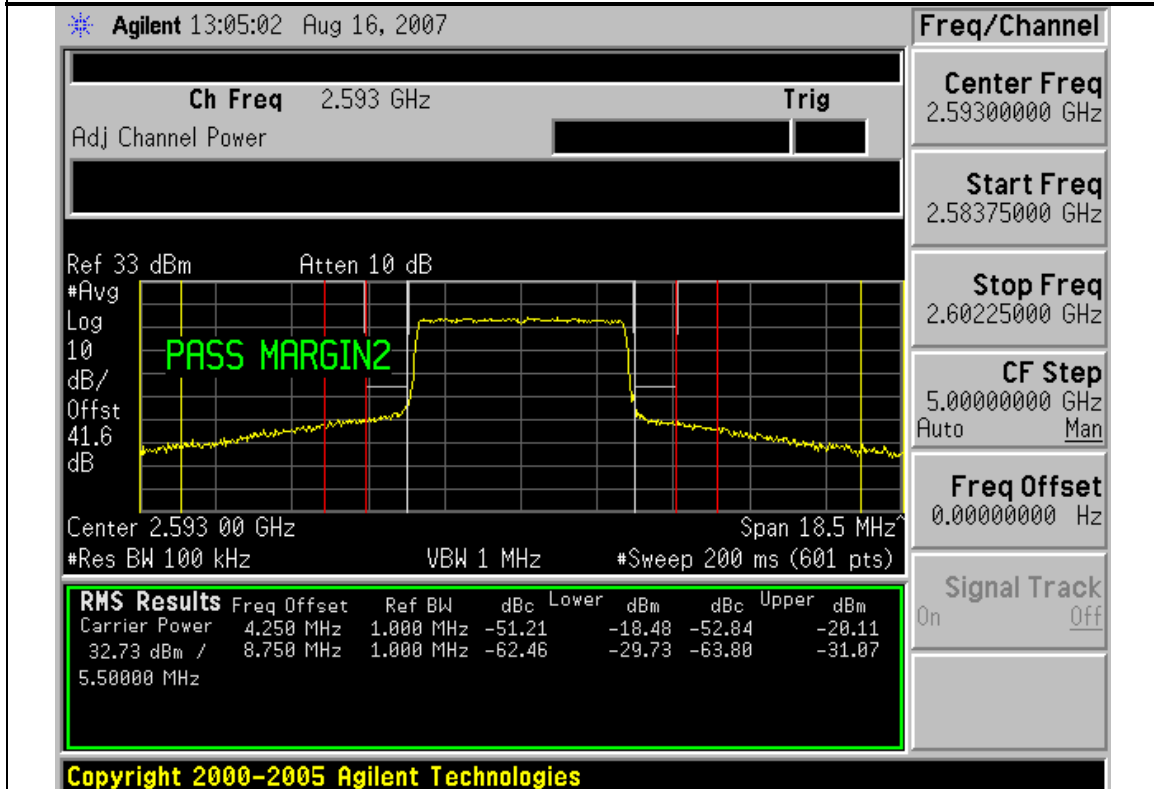 Agilent 13:05:02 Aug 16, 2007
Freq/Channel
Ch Freq 2.593 GHz Trig
Adj Channel Power
Center Freq
2.59300000 GHz
Start Freq
2.58375000 GHz
Stop Freq
2.60225000 GHz
CF Step
5.00000000 GHz
Auto Man
Freq Offset
0.00000000 Hz
Signal Track
On Off
Ref 33 dBm Atten 10 dB
#Avg
Log
10
dB/
Offst
41.6
dB
PASS MARGIN2
Center 2.593 00 GHz Span 18.5 MHz^
#Res BW 100 kHz VBW 1 MHz #Sweep 200 ms (601 pts)
RMS Results Freq Offset Ref BW dBc Lower dBm dBc Upper dBm
Carrier Power 4.250 MHz 1.000 MHz -51.21 -18.48 -52.84 -20.11
32.73 dBm / 8.750 MHz 1.000 MHz -62.46 -29.73 -63.80 -31.07
5.50000 MHz
Copyright 2000-2005 Agilent Technologies